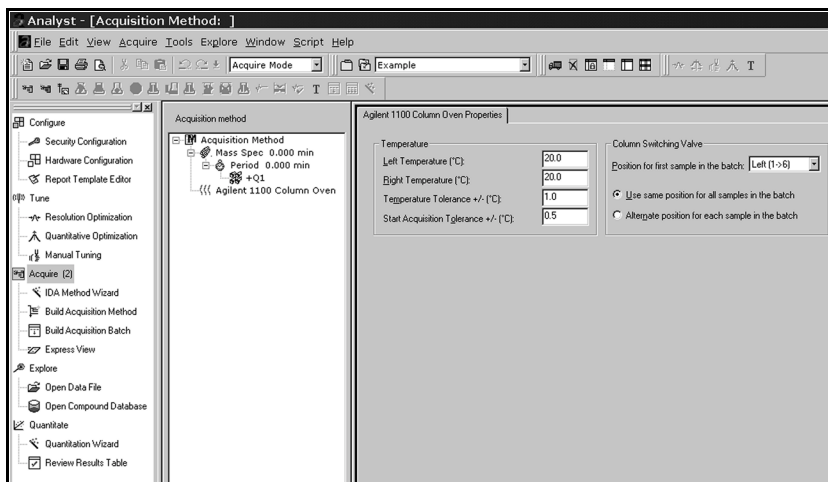 Analyst - [Acquisition Method: ]
File Edit View Acquire Tools Explore Window Script Help
Acquire Mode
Example
T
T
Configure
Security Configuration
Hardware Configuration
Report Template Editor
Tune
Resolution Optimization
Quantitative Optimization
Manual Tuning
Acquire (2)
IDA Method Wizard
Build Acquisition Method
Build Acquisition Batch
Express View
Explore
Open Data File
Open Compound Database
Quantitate
Quantitation Wizard
Review Results Table
Acquisition method
Acquisition Method
Mass Spec 0.000 min
Period 0.000 min
+Q1
Agilent 1100 Column Oven
Agilent 1100 Column Oven Properties
Temperature
Left Temperature (°C): 20.0
Right Temperature (°C): 20.0
Temperature Tolerance +/- (°C): 1.0
Start Acquisition Tolerance +/- (°C): 0.5
Column Switching Valve
Position for first sample in the batch: Left (1->6)
Use same position for all samples in the batch
Alternate position for each sample in the batch